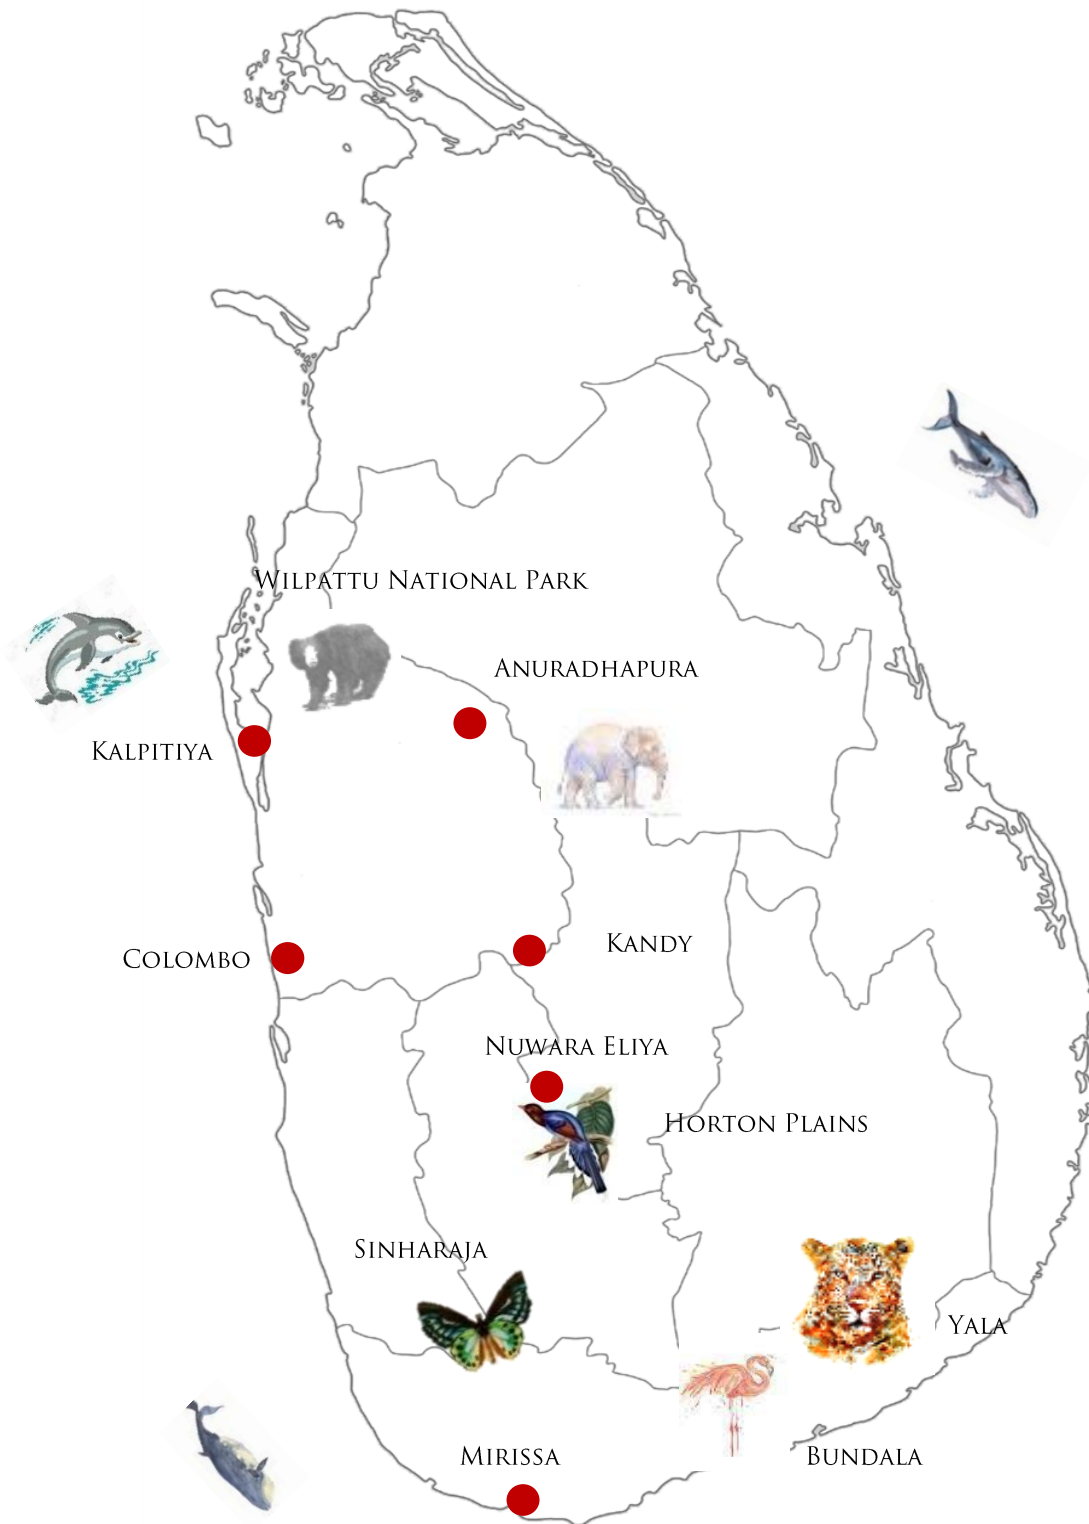 Wilpattu National Park
Anuradhapura
Kalpitiya
Kandy
Colombo
Nuwara Eliya
Horton Plains
Sinharaja
Yala
Mirissa
Bundala